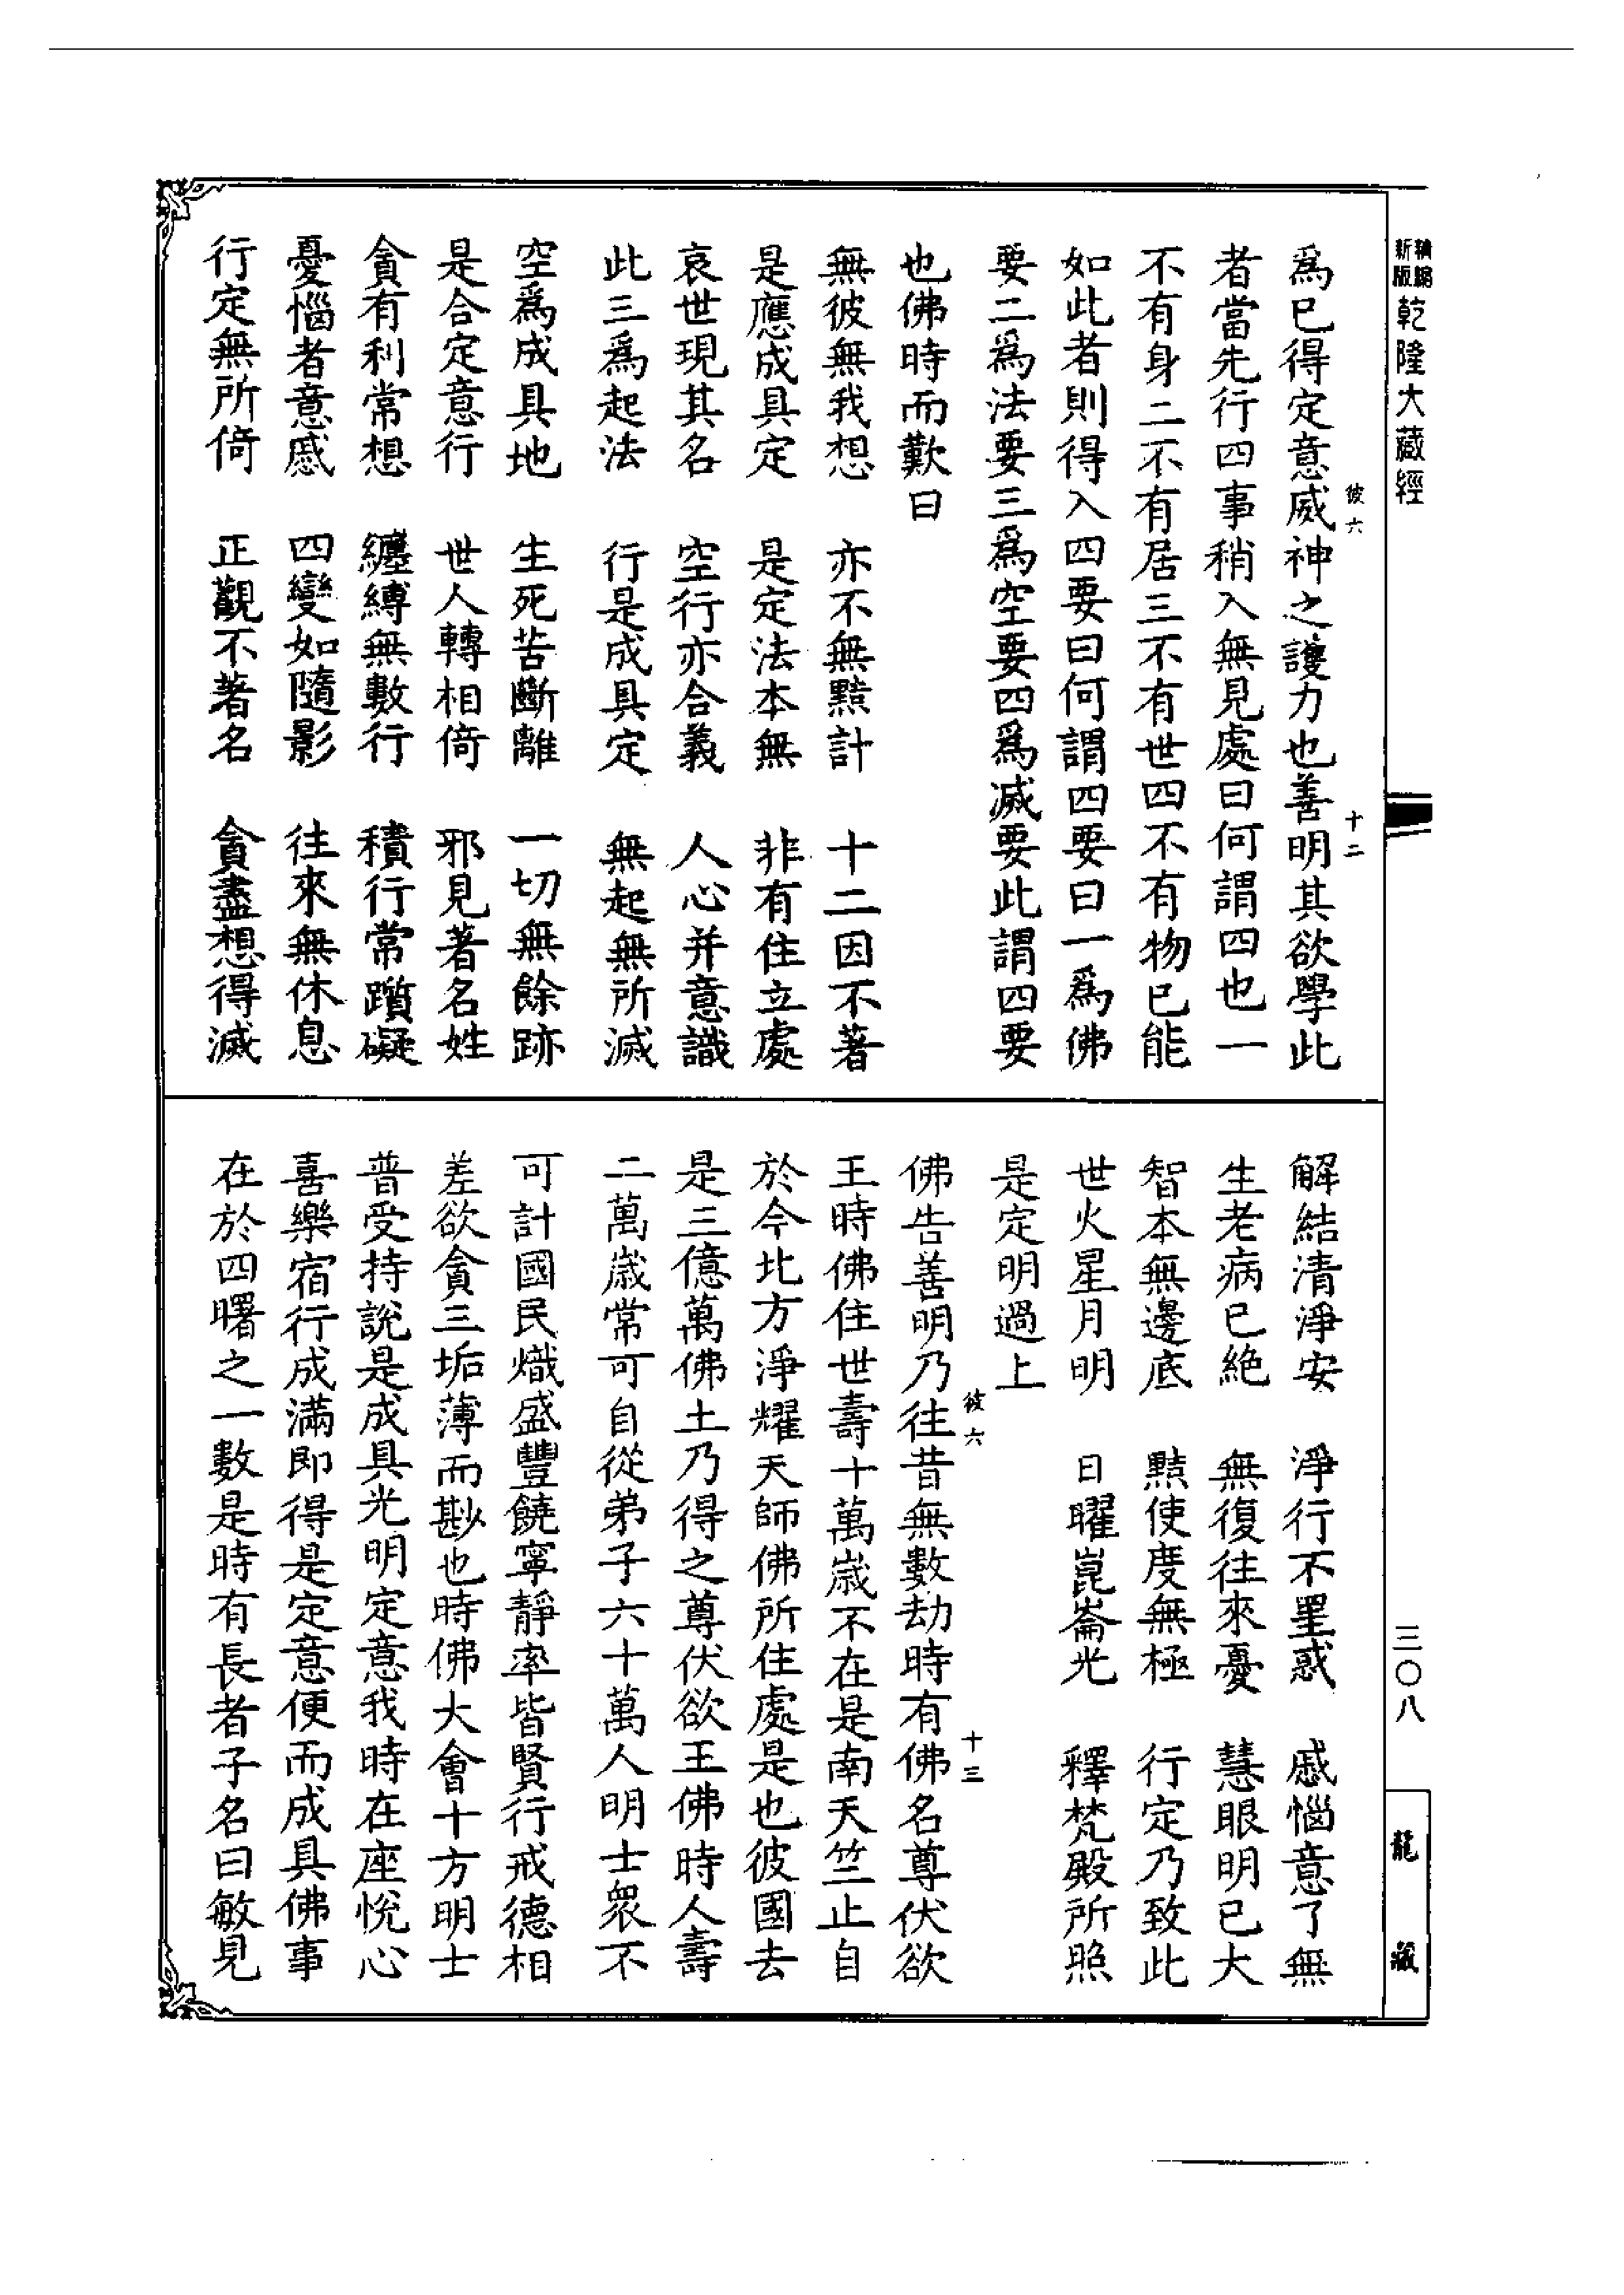 新編縮版
乾隆大藏經
彼六
十二
為已得定意威神之護力也善明其欲學此
者當先行四事稍入無見處曰何謂四也一
不有身二不有居三不有世四不有物已能
如此者則得入四要曰何謂四要曰一為佛
要二為法要三為空要四為滅要此謂四要
也佛時而歎曰
無彼無我想 亦不無黠計 十二因不著
是應成具定 是定法本無 非有住立處
哀世現其名 空行亦合義 人心并意識
此三為起法 行是成具定 無起無所滅
空為成具地 生死苦斷離 一切無餘跡
是合定意行 世人轉相倚 邪見著名姓
貪有利常想 纏縛無數行 積行常躓礙
憂惱者意慼 四變如隨影 往來無休息
行定無所倚 正觀不著名 貪盡想得滅
解結清淨安 淨行不罣惑 慼惱意了無
生老病已絕 無復往來憂 慧眼明已大
智本無邊底 黠使度無極 行定乃致此
世火星月明 日曜崑崙光 釋梵殿所照
是定明過上
彼六
十三
佛告善明乃往昔無數劫時有佛名尊伏欲
王時佛住世壽十萬歲不在是南天竺止自
於今北方淨耀天師佛所住處是也彼國去
是三億萬佛土乃得之尊伏欲王佛時人壽
二萬歲常可自從弟子六十萬人明士眾不
可計國民熾盛豐饒寧靜率皆賢行戒德相
差欲貪三垢薄而尠也時佛大會十方明士
普受持說是成具光明定意我時在座悅心
喜樂宿行成滿即得是定意便而成具佛事
在於四曙之一數是時有長者子名曰敏見
三〇八
龍藏